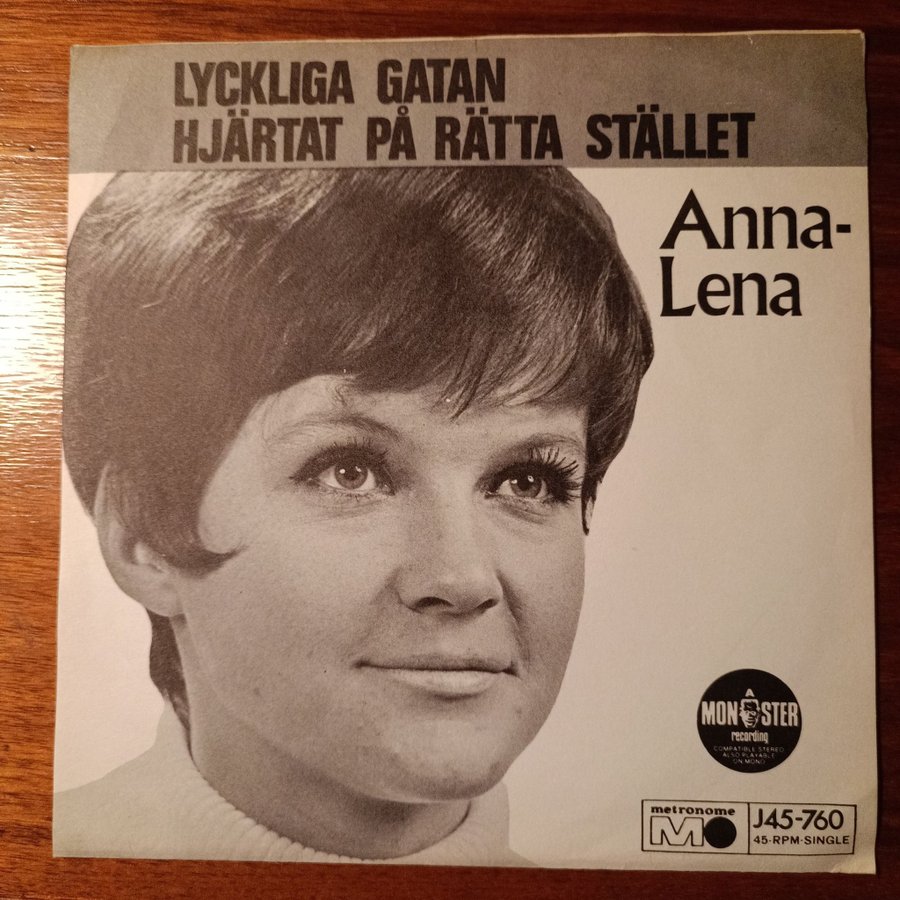 LYCKLIGA GATAN
HJÄRTAT PÅ RÄTTA STÄLLET
Anna-
Lena
A
MONSTER
recording
COMPATIBLE STEREO
ALSO PLAYABLE
ON MONO
metronome
M
J45-760
45-RPM-SINGLE